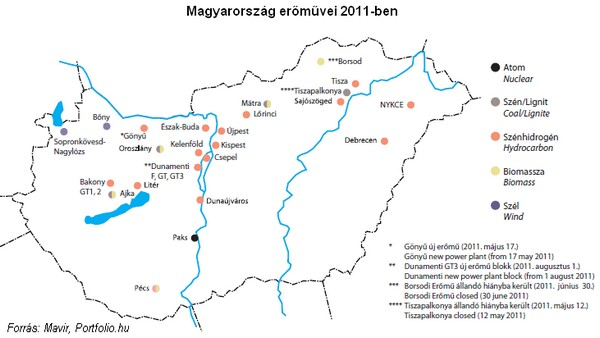 Magyarország erőművei 2011-ben
***Borsod
Tisza
****Tiszapalkonya
Sajószöged
NYKCE
Mátra
Lőrinci
Debrecen
Bőny
Sopronkövesd-
Nagylózs
*Gönyű
Oroszlány
Eszak-Buda
Újpest
Kelenföld
Kispest
Csepel
**Dunamenti
F, GT, GT3
Bakony
GT1, 2
Ajka
Litér
Dunaújváros
Paks
Pécs
Atom
Nuclear
Szén/Lignit
Coal/Lignite
Szénhidrogén
Hydrocarbon
Biomassza
Biomass
Szél
Wind
* Gönyű új erőmű (2011. május 17.)
Gönyű new power plant (from 17 may 2011)
** Dunamenti GT3 új erőmű blokk (2011. augusztus 1.)
Dunamenti new power plant block (from 1 august 2011)
*** Borsodi Erőmű állandó hiányba került (2011. június 30.)
Borsodi Erőmű closed (30 june 2011)
**** Tiszapalkonya állandó hiányba került (2011. május 12.)
Tiszapalkonya closed (12 may 2011)
Forrás: Mavir, Portfolio.hu